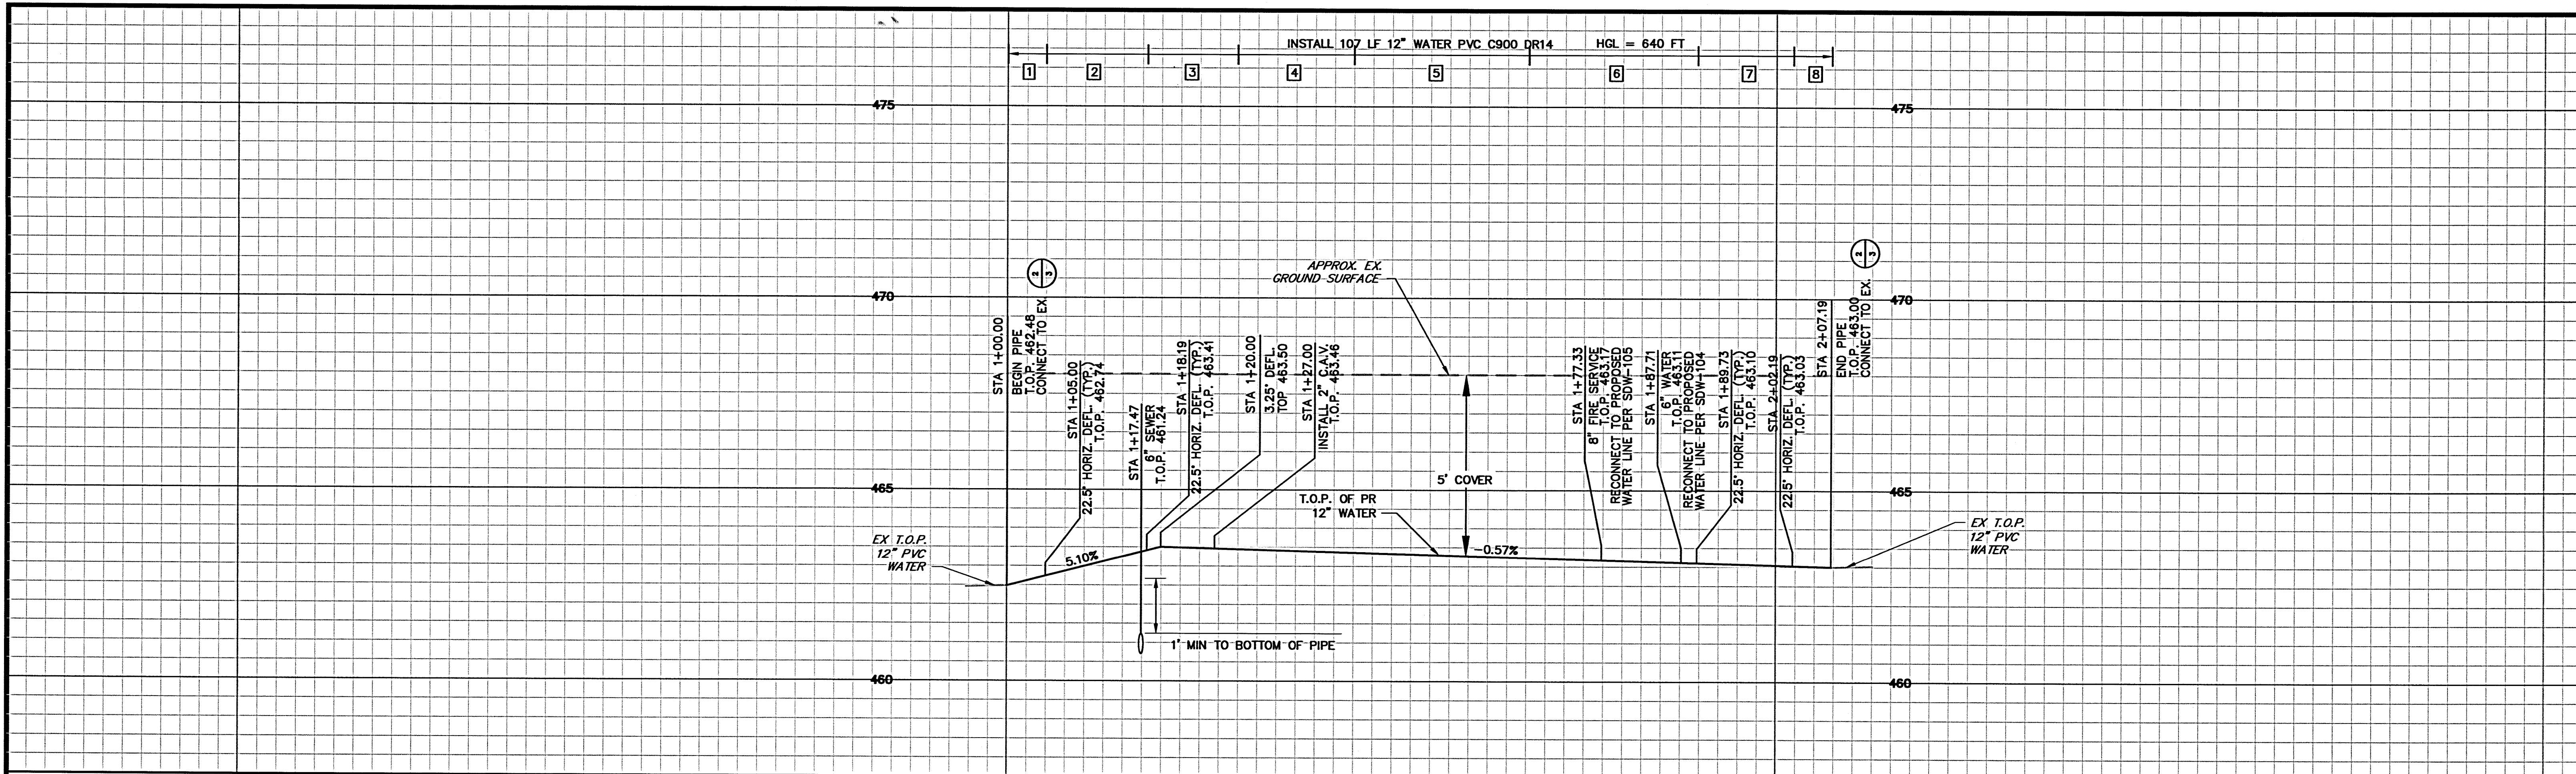 INSTALL 107 LF 12" WATER PVC C900 DR14 HGL = 640 FT
1 2 3 4 5 6 7 8
475
475
470
470
465
465
460
460
2 3
2 3
STA 1+00.00
BEGIN PIPE
T.O.P. 462.48
CONNECT TO EX.
STA 1+05.00
22.5° HORIZ. DEFL. (TYP.)
T.O.P. 462.74
STA 1+17.47
6" SEWER
T.O.P. 461.24
STA 1+18.19
22.5° HORIZ. DEFL. (TYP.)
T.O.P. 463.41
STA 1+20.00
3.25° DEFL.
TOP 463.50
STA 1+27.00
INSTALL 2" C.A.V.
T.O.P. 463.46
APPROX. EX.
GROUND SURFACE
5' COVER
T.O.P. OF PR
12" WATER
STA 1+77.33
8" FIRE SERVICE
T.O.P. 463.17
RECONNECT TO PROPOSED
WATER LINE PER SDW-105
STA 1+87.71
6" WATER
T.O.P. 463.11
RECONNECT TO PROPOSED
WATER LINE PER SDW-104
STA 1+89.73
22.5° HORIZ. DEFL. (TYP.)
T.O.P. 463.10
STA 2+02.19
22.5° HORIZ. DEFL. (TYP.)
T.O.P. 463.03
STA 2+07.19
END PIPE
T.O.P. 463.00
CONNECT TO EX.
EX T.O.P.
12" PVC
WATER
5.10%
-0.57%
EX T.O.P.
12" PVC
WATER
1' MIN TO BOTTOM OF PIPE